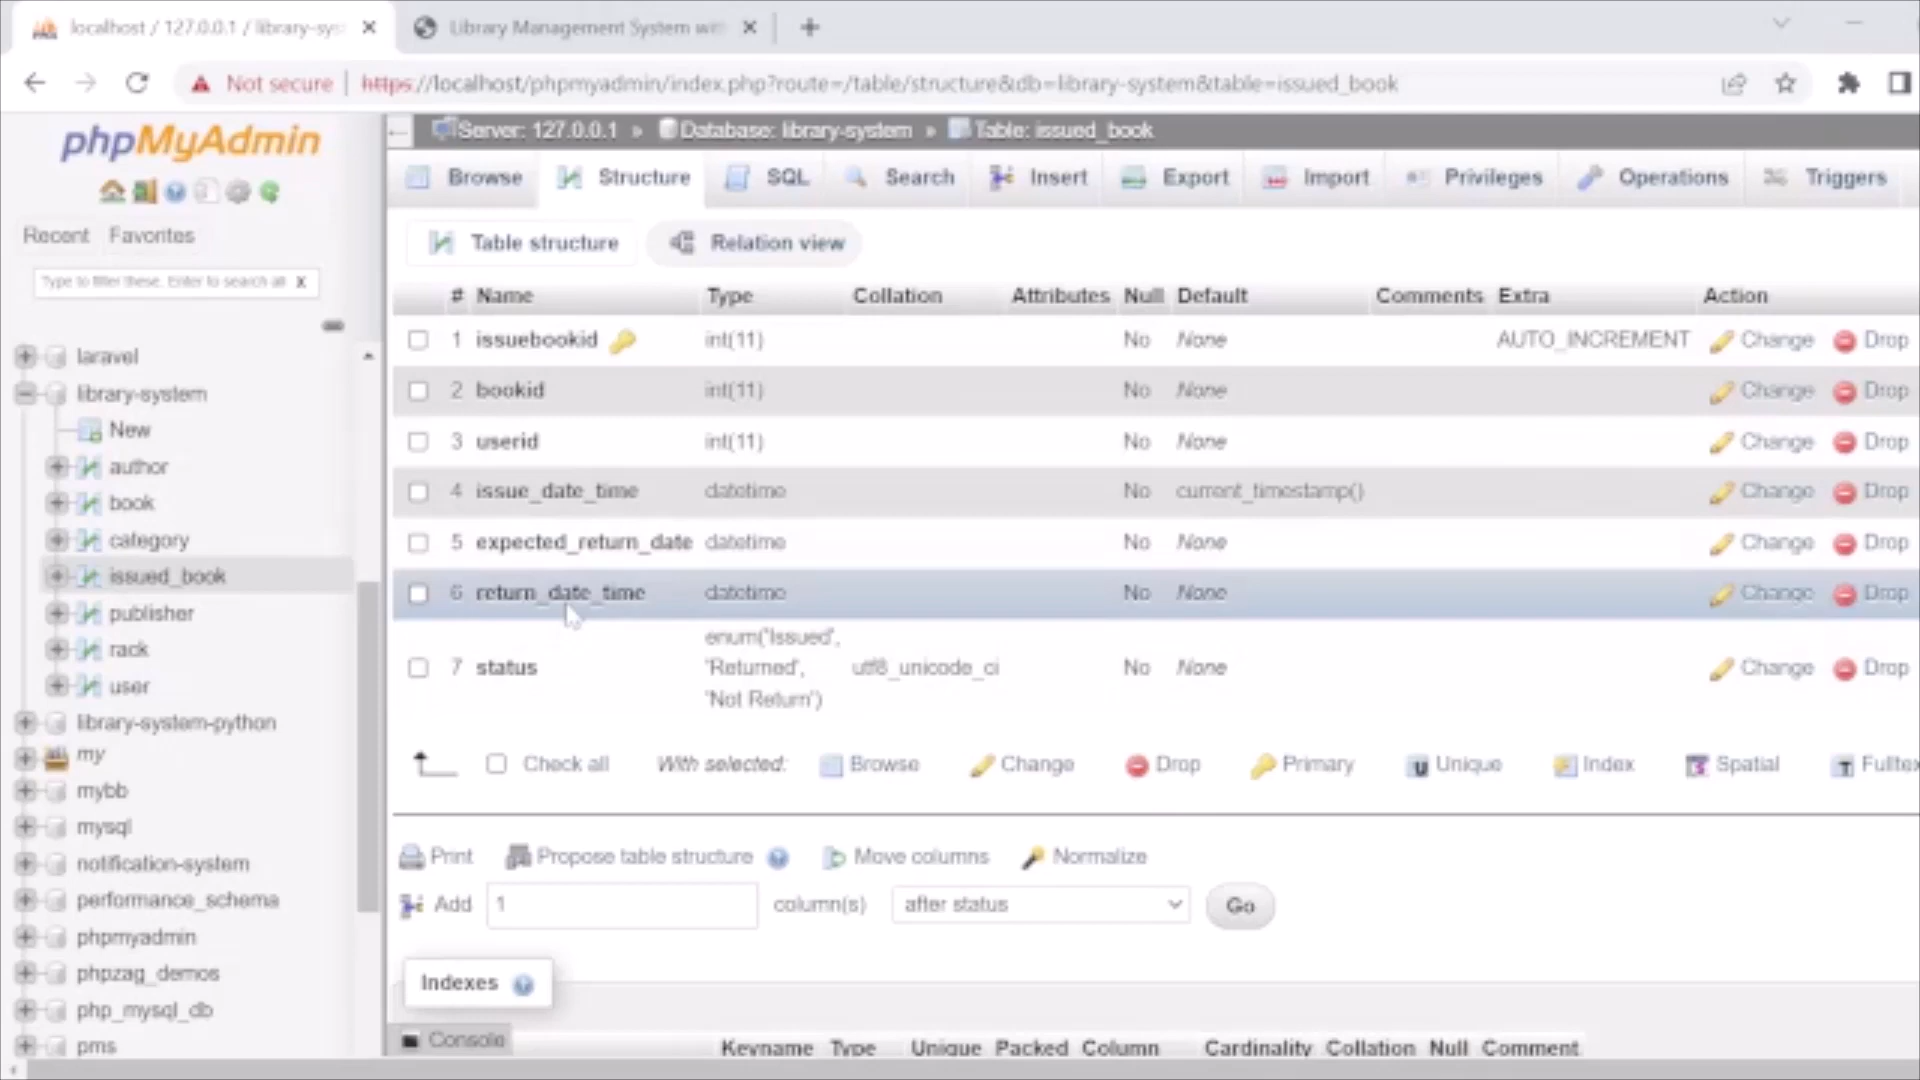 localhost / 127.0.0.1 / library-sys
Library Management System wit
Not secure
https://localhost/phpmyadmin/index.php?route=/table/structure&db=library-system&table=issued_book
phpMyAdmin
Recent Favorites
Type to filter these, Enter to search all X
laravel
library-system
New
author
book
category
issued_book
publisher
rack
user
library-system-python
my
mybb
mysql
notification-system
performance_schema
phpmyadmin
phpzag_demos
php_mysql_db
pms
Server: 127.0.0.1 » Database: library-system » Table: issued_book
Browse Structure SQL Search Insert Export Import Privileges Operations Triggers
Table structure Relation view
# Name Type Collation Attributes Null Default Comments Extra Action
1 issuebookid int(11) No None AUTO_INCREMENT Change Drop
2 bookid int(11) No None Change Drop
3 userid int(11) No None Change Drop
4 issue_date_time datetime No current_timestamp() Change Drop
5 expected_return_date datetime No None Change Drop
6 return_date_time datetime No None Change Drop
enum('Issued',
7 status 'Returned', utf8_unicode_ci No None Change Drop
'Not Return')
Check all With selected: Browse Change Drop Primary Unique Index Spatial Fulltex
Print Propose table structure Move columns Normalize
Add 1 column(s) after status Go
Indexes
Console
Keyname Type Unique Packed Column Cardinality Collation Null Comment